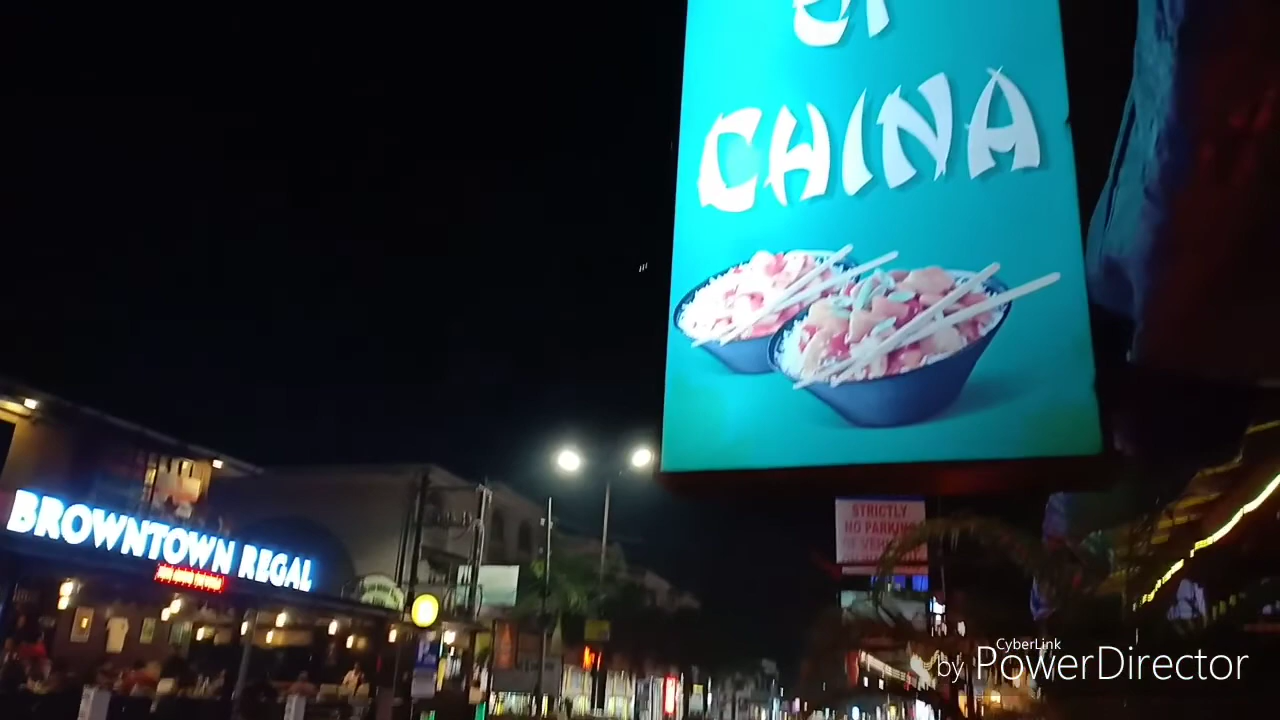 CHINA
BROWNTOWN REGAL
STRICTLY
NO PARKING
CyberLink
by PowerDirector